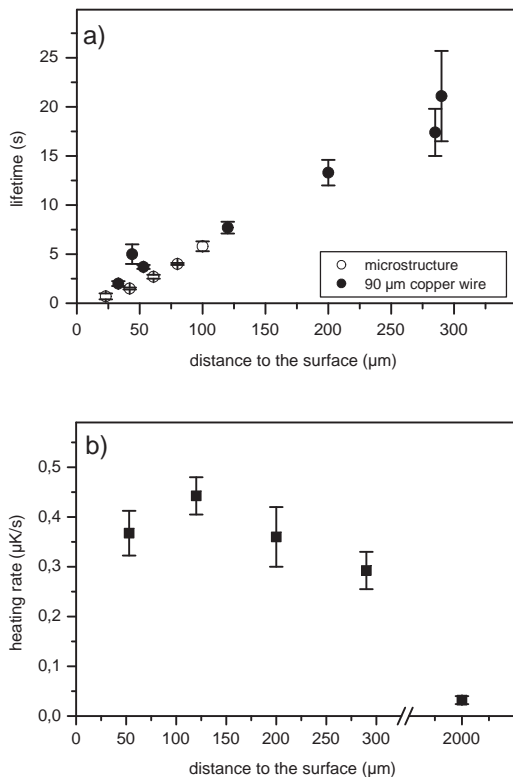 a)
25
20
15
10
5
0
lifetime (s)
microstructure
90 µm copper wire
0 50 100 150 200 250 300
distance to the surface (µm)
b)
0,5
0,4
0,3
0,2
0,1
0,0
heating rate (µK/s)
0 50 100 150 200 250 300 2000
distance to the surface (µm)